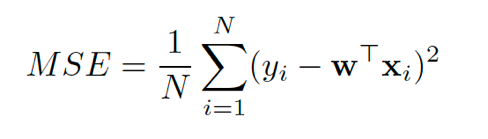 MSE = \frac{1}{N} \sum_{i=1}^{N} (y_i - \mathbf{w}^\top \mathbf{x}_i)^2